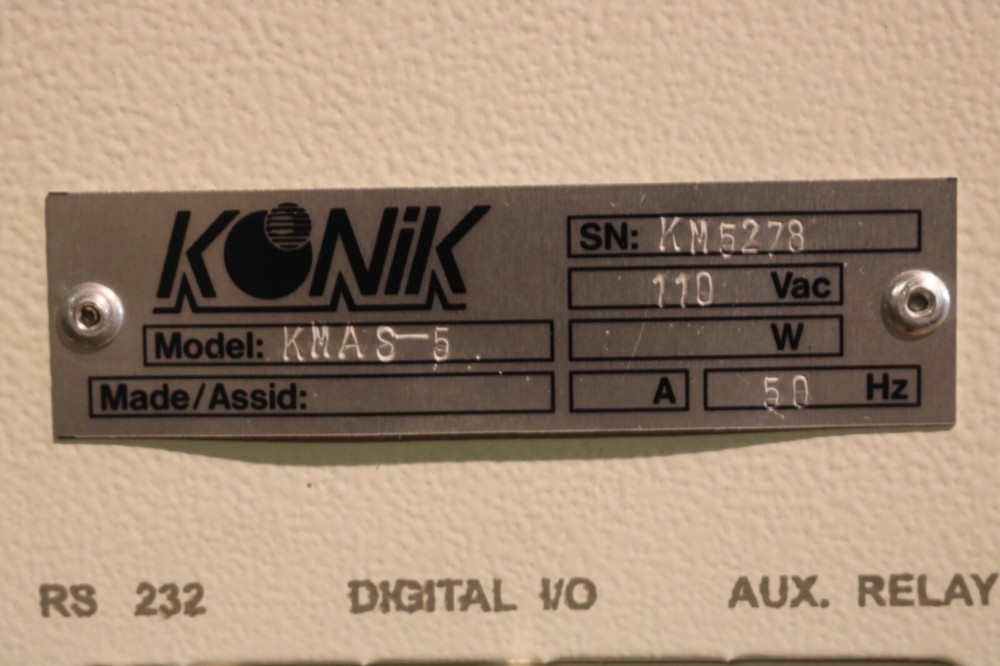 KONiK
SN: KM5278
110 Vac
Model: KMAS-5
W
Made/Assid:
A
50 Hz
RS 232
DIGITAL I/O
AUX. RELAY